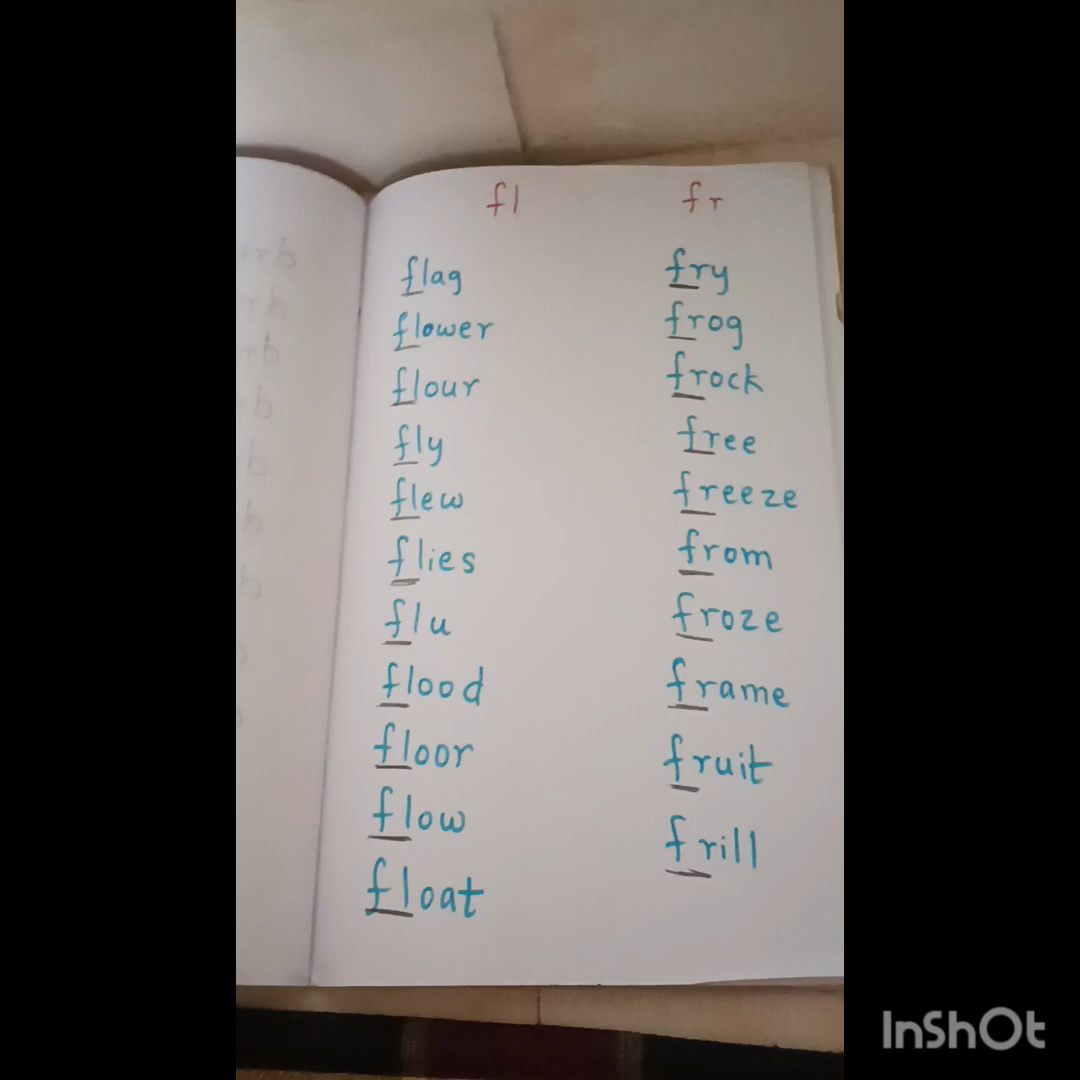 fl fr
flag fry
flower frog
flour frock
fly free
flew freeze
flies from
flu froze
flood frame
floor fruit
flow frill
float
InShOt